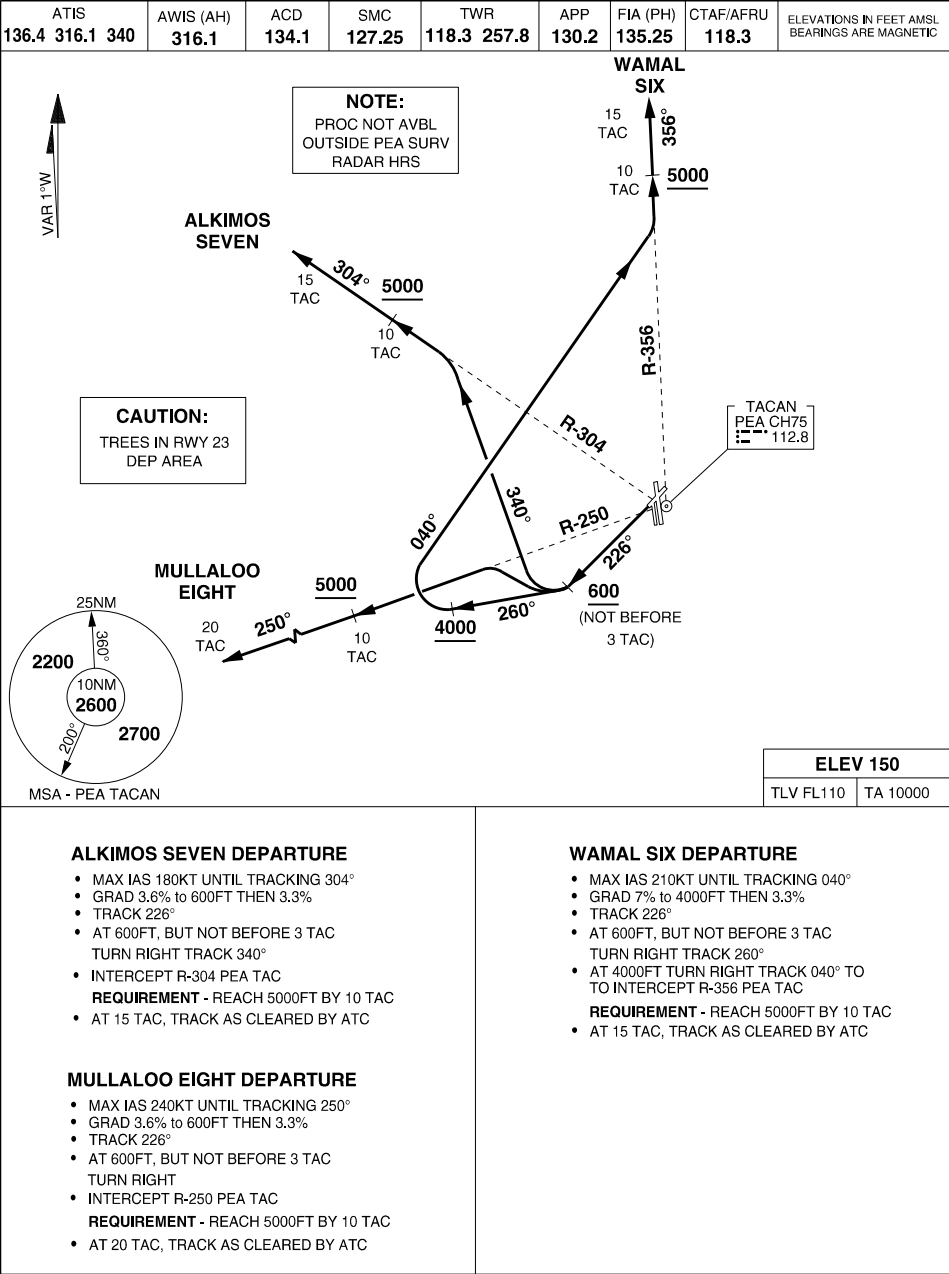 ATIS
136.4 316.1 340
AWIS (AH)
316.1
ACD
134.1
SMC
127.25
TWR
118.3 257.8
APP
130.2
FIA (PH)
135.25
CTAF/AFRU
118.3
ELEVATIONS IN FEET AMSL
BEARINGS ARE MAGNETIC
VAR 1°W
NOTE:
PROC NOT AVBL
OUTSIDE PEA SURV
RADAR HRS
WAMAL
SIX
15
TAC
356°
10
TAC
5000
ALKIMOS
SEVEN
15
TAC
304°
5000
10
TAC
R-356
CAUTION:
TREES IN RWY 23
DEP AREA
TACAN
PEA CH75
112.8
R-304
340°
040°
R-250
226°
MULLALOO
EIGHT
5000
600
(NOT BEFORE
3 TAC)
260°
4000
250°
20
TAC
10
TAC
25NM
360°
2200
10NM
2600
2700
200°
MSA - PEA TACAN
ELEV 150
TLV FL110
TA 10000
ALKIMOS SEVEN DEPARTURE
• MAX IAS 180KT UNTIL TRACKING 304°
• GRAD 3.6% to 600FT THEN 3.3%
• TRACK 226°
• AT 600FT, BUT NOT BEFORE 3 TAC
TURN RIGHT TRACK 340°
• INTERCEPT R-304 PEA TAC
REQUIREMENT - REACH 5000FT BY 10 TAC
• AT 15 TAC, TRACK AS CLEARED BY ATC
MULLALOO EIGHT DEPARTURE
• MAX IAS 240KT UNTIL TRACKING 250°
• GRAD 3.6% to 600FT THEN 3.3%
• TRACK 226°
• AT 600FT, BUT NOT BEFORE 3 TAC
TURN RIGHT
• INTERCEPT R-250 PEA TAC
REQUIREMENT - REACH 5000FT BY 10 TAC
• AT 20 TAC, TRACK AS CLEARED BY ATC
WAMAL SIX DEPARTURE
• MAX IAS 210KT UNTIL TRACKING 040°
• GRAD 7% to 4000FT THEN 3.3%
• TRACK 226°
• AT 600FT, BUT NOT BEFORE 3 TAC
TURN RIGHT TRACK 260°
• AT 4000FT TURN RIGHT TRACK 040° TO
TO INTERCEPT R-356 PEA TAC
REQUIREMENT - REACH 5000FT BY 10 TAC
• AT 15 TAC, TRACK AS CLEARED BY ATC